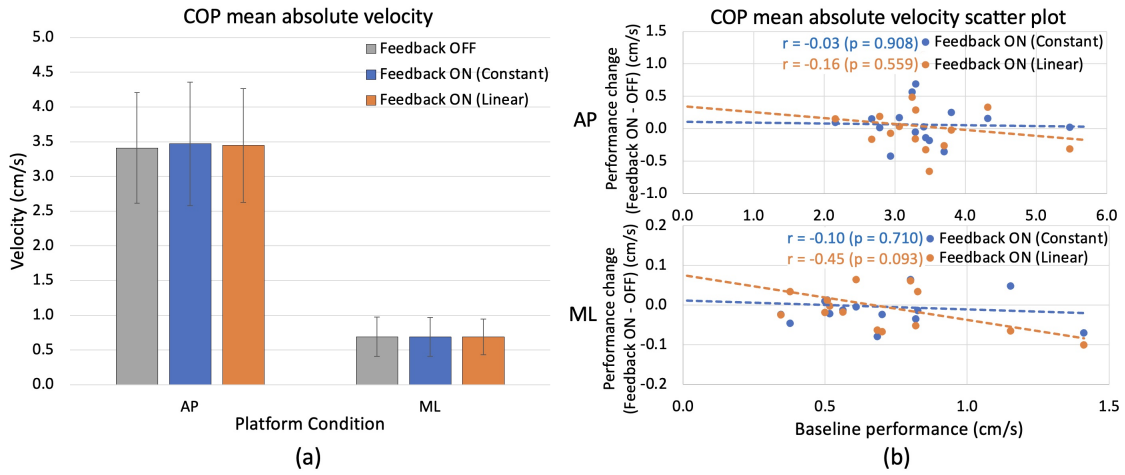 COP mean absolute velocity
5.0
4.5
4.0
3.5
3.0
2.5
2.0
1.5
1.0
0.5
0.0
Velocity (cm/s)
Feedback OFF
Feedback ON (Constant)
Feedback ON (Linear)
AP
ML
Platform Condition
(a)
COP mean absolute velocity scatter plot
AP
Performance change
(Feedback ON - OFF) (cm/s)
1.5
1.0
0.5
0.0
-0.5
-1.0
r = -0.03 (p = 0.908)
Feedback ON (Constant)
r = -0.16 (p = 0.559)
Feedback ON (Linear)
0.0 1.0 2.0 3.0 4.0 5.0 6.0
ML
Performance change
(Feedback ON - OFF) (cm/s)
0.2
0.1
0.0
-0.1
-0.2
r = -0.10 (p = 0.710)
Feedback ON (Constant)
r = -0.45 (p = 0.093)
Feedback ON (Linear)
0.0 0.5 1.0 1.5
Baseline performance (cm/s)
(b)